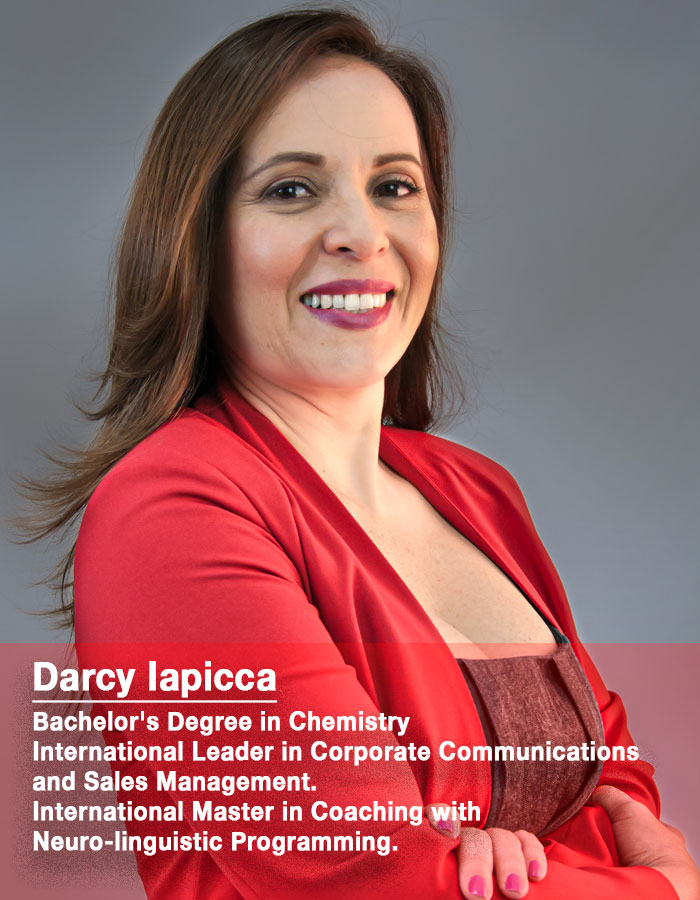 Darcy Iapicca
Bachelor's Degree in Chemistry
International Leader in Corporate Communications
and Sales Management.
International Master in Coaching with
Neuro-linguistic Programming.